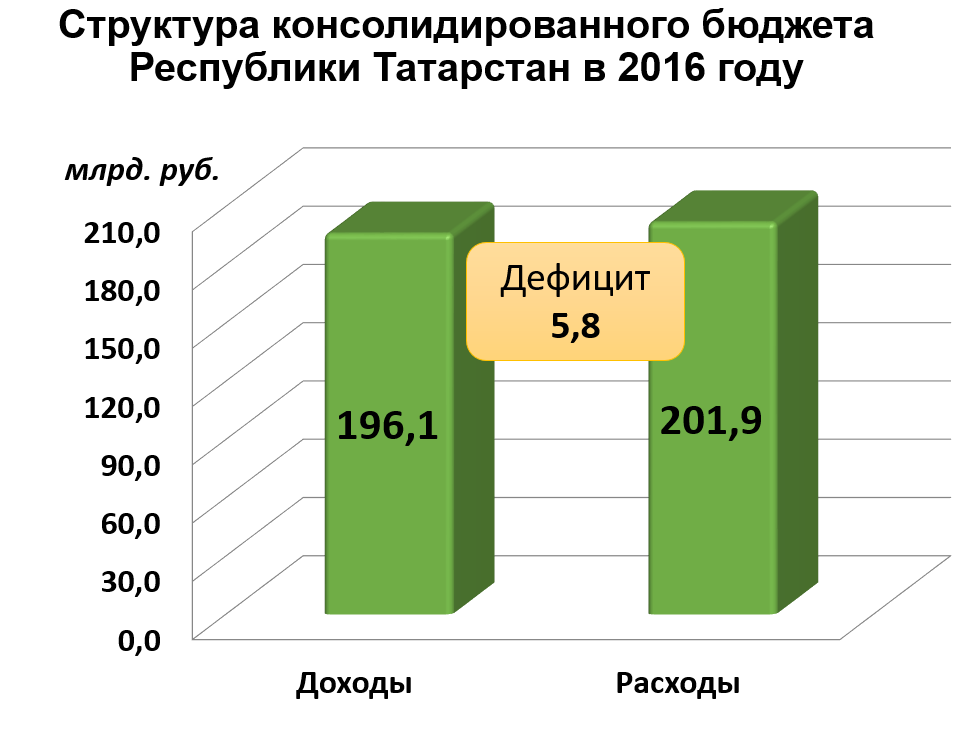 Структура консолидированного бюджета
Республики Татарстан в 2016 году
млрд. руб.
210,0
180,0
150,0
120,0
90,0
60,0
30,0
0,0
Дефицит
5,8
196,1
201,9
Доходы
Расходы